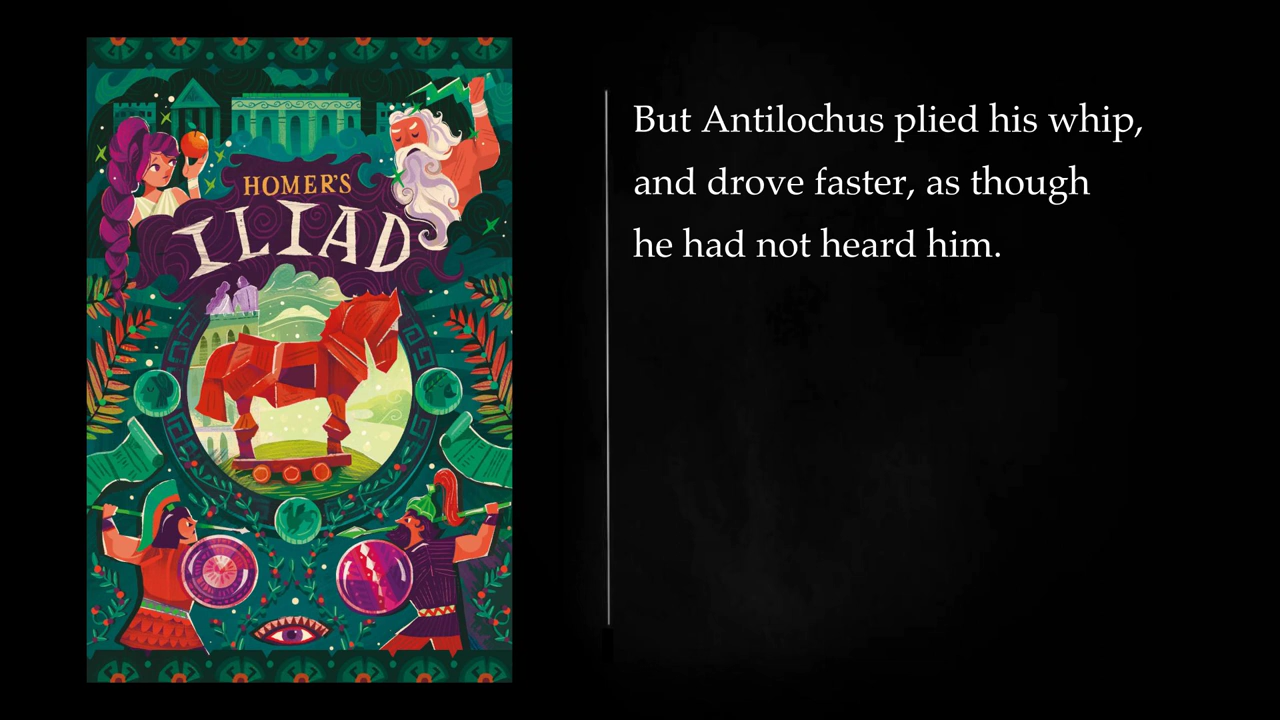 HOMER'S
ILIAD
But Antilochus plied his whip,
and drove faster, as though
he had not heard him.